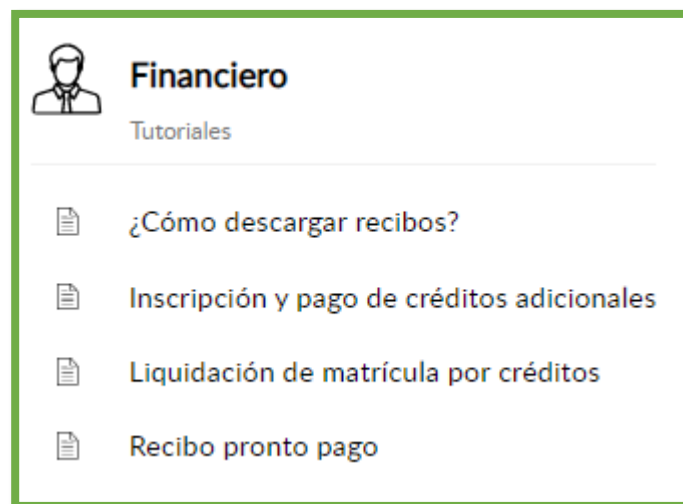 Financiero
Tutoriales
¿Cómo descargar recibos?
Inscripción y pago de créditos adicionales
Liquidación de matrícula por créditos
Recibo pronto pago